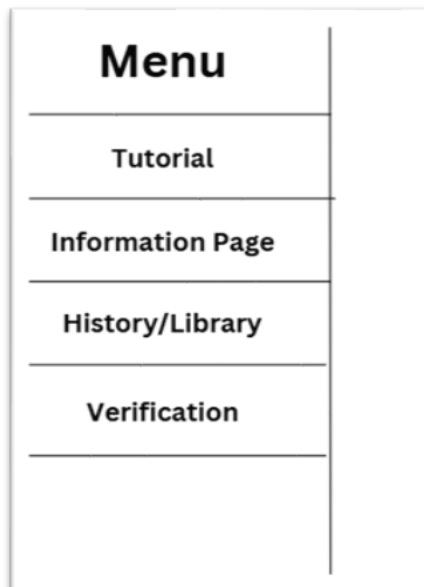 Menu
Tutorial
Information Page
History/Library
Verification